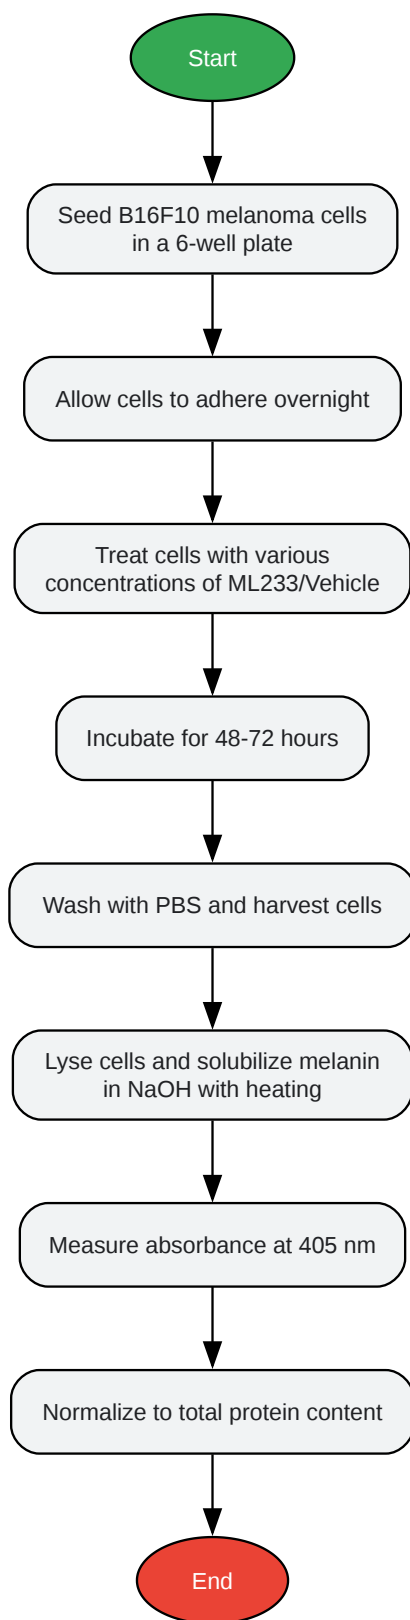 Start
Seed B16F10 melanoma cells
in a 6-well plate
Allow cells to adhere overnight
Treat cells with various
concentrations of ML233/Vehicle
Incubate for 48-72 hours
Wash with PBS and harvest cells
Lyse cells and solubilize melanin
in NaOH with heating
Measure absorbance at 405 nm
Normalize to total protein content
End